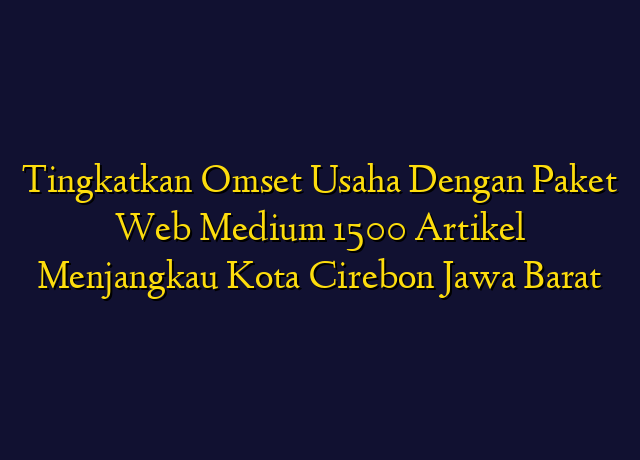 Tingkatkan Omset Usaha Dengan Paket
Web Medium 1500 Artikel
Menjangkau Kota Cirebon Jawa Barat